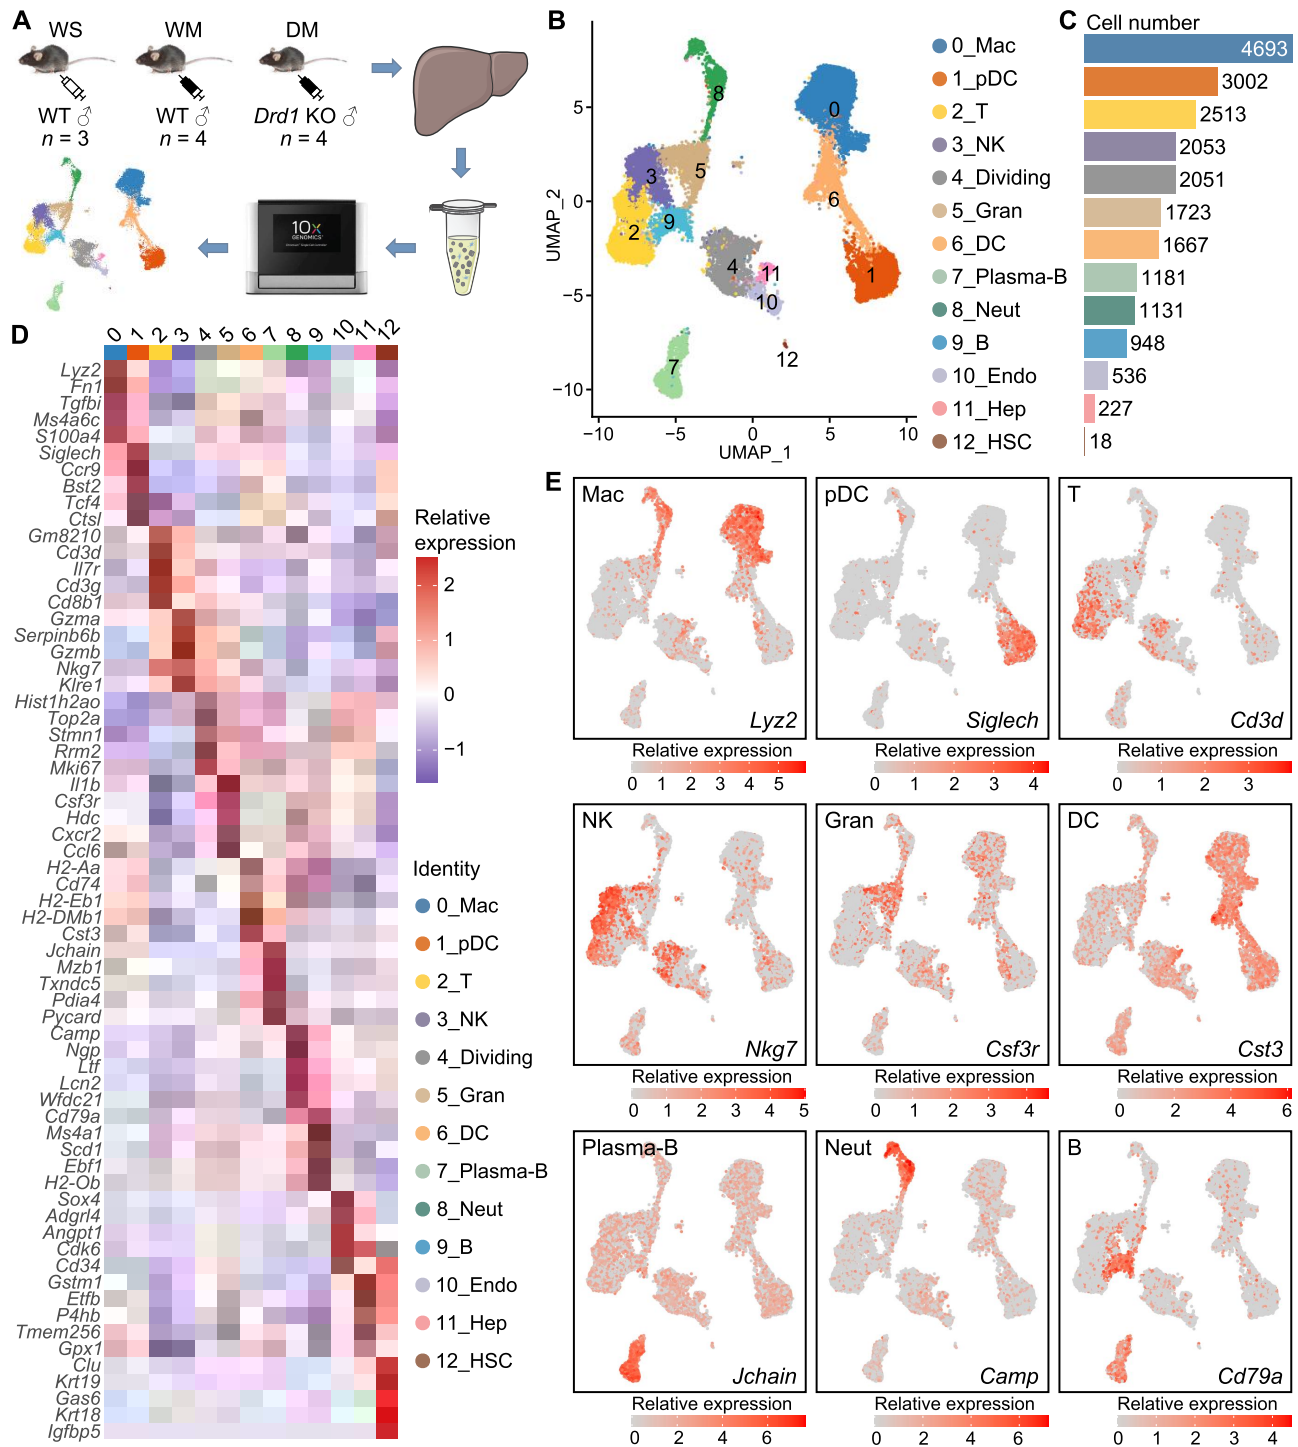 A
WS
WM
DM
WT ♂
n = 3
WT ♂
n = 4
Drd1 KO ♂
n = 4
10x
GENOMICS
B
UMAP_2
5
0
−5
−10
−10
−5
0
5
10
UMAP_1
0
1
2
3
4
5
6
7
8
9
10
11
12
0_Mac
1_pDC
2_T
3_NK
4_Dividing
5_Gran
6_DC
7_Plasma-B
8_Neut
9_B
10_Endo
11_Hep
12_HSC
C
Cell number
4693
3002
2513
2053
2051
1723
1667
1181
1131
948
536
227
18
D
0 1 2 3 4 5 6 7 8 9 10 11 12
Lyz2
Fn1
Tgfbi
Ms4a6c
S100a4
Siglech
Ccr9
Bst2
Tcf4
Ctsl
Gm8210
Cd3d
Il7r
Cd3g
Cd8b1
Gzma
Serpinb6b
Gzmb
Nkg7
Klre1
Hist1h2ao
Top2a
Stmn1
Rrm2
Mki67
Il1b
Csf3r
Hdc
Cxcr2
Ccl6
H2-Aa
Cd74
H2-Eb1
H2-DMb1
Cst3
Jchain
Mzb1
Txndc5
Pdia4
Pycard
Camp
Ngp
Ltf
Lcn2
Wfdc21
Cd79a
Ms4a1
Scd1
Ebf1
H2-Ob
Sox4
Adgrl4
Angpt1
Cdk6
Cd34
Gstm1
Etfb
P4hb
Tmem256
Gpx1
Clu
Krt19
Gas6
Krt18
Igfbp5
Relative
expression
2
1
0
−1
Identity
0_Mac
1_pDC
2_T
3_NK
4_Dividing
5_Gran
6_DC
7_Plasma-B
8_Neut
9_B
10_Endo
11_Hep
12_HSC
E
Mac
Lyz2
Relative expression
0 1 2 3 4 5
pDC
Siglech
Relative expression
0 1 2 3 4
T
Cd3d
Relative expression
0 1 2 3
NK
Nkg7
Relative expression
0 1 2 3 4 5
Gran
Csf3r
Relative expression
0 1 2 3 4
DC
Cst3
Relative expression
0 2 4 6
Plasma-B
Jchain
Relative expression
0 2 4 6
Neut
Camp
Relative expression
0 2 4 6
B
Cd79a
Relative expression
0 1 2 3 4